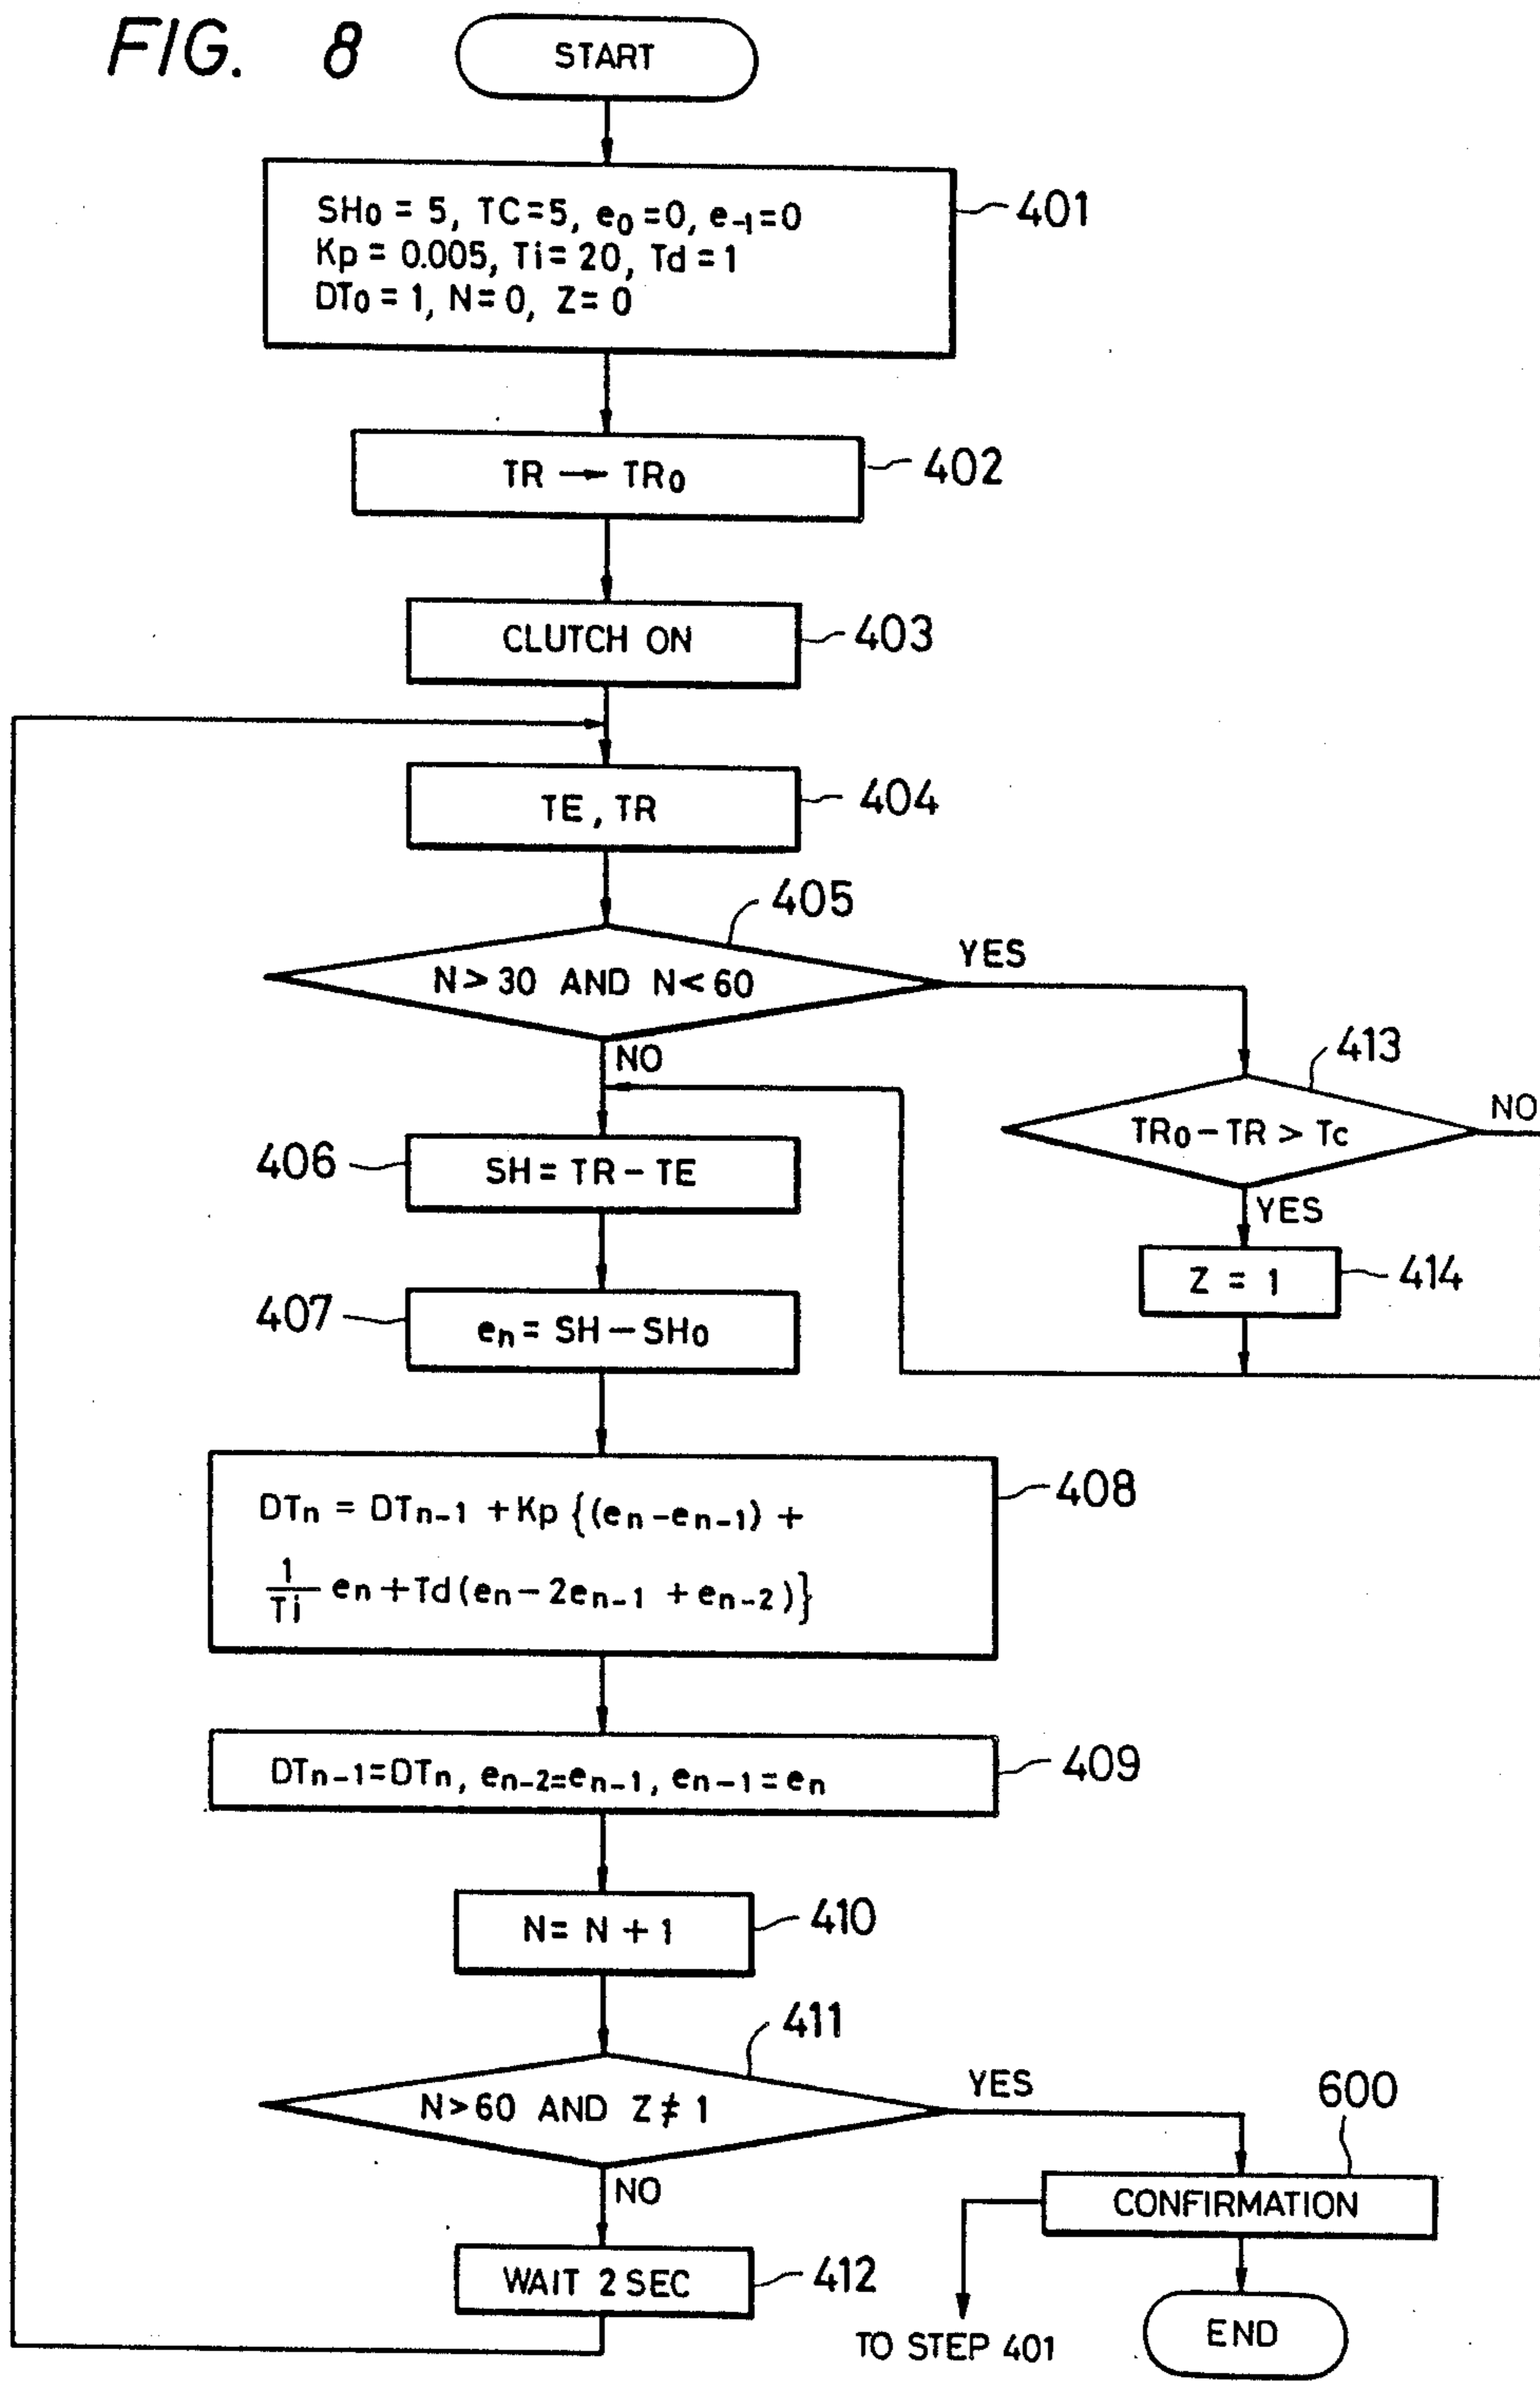 FIG. 8
START
SH₀ = 5, TC=5, e₀ =0, e₋₁=0
Kp = 0.005, Ti= 20, Td = 1
DT₀ = 1, N= 0, Z= 0
401
TR → TR₀
402
CLUTCH ON
403
TE, TR
404
405
N > 30 AND N < 60
YES
NO
413
TR₀ – TR > Tc
NO
YES
406
SH = TR – TE
Z = 1
414
407
eₙ = SH – SH₀
DTₙ = DTₙ₋₁ + Kp {(eₙ – eₙ₋₁) +
1/Ti eₙ + Td (eₙ – 2eₙ₋₁ + eₙ₋₂)}
408
DTₙ₋₁=DTₙ, eₙ₋₂=eₙ₋₁, eₙ₋₁ = eₙ
409
N= N + 1
410
411
N > 60 AND Z ≠ 1
YES
NO
600
CONFIRMATION
WAIT 2 SEC
412
TO STEP 401
END